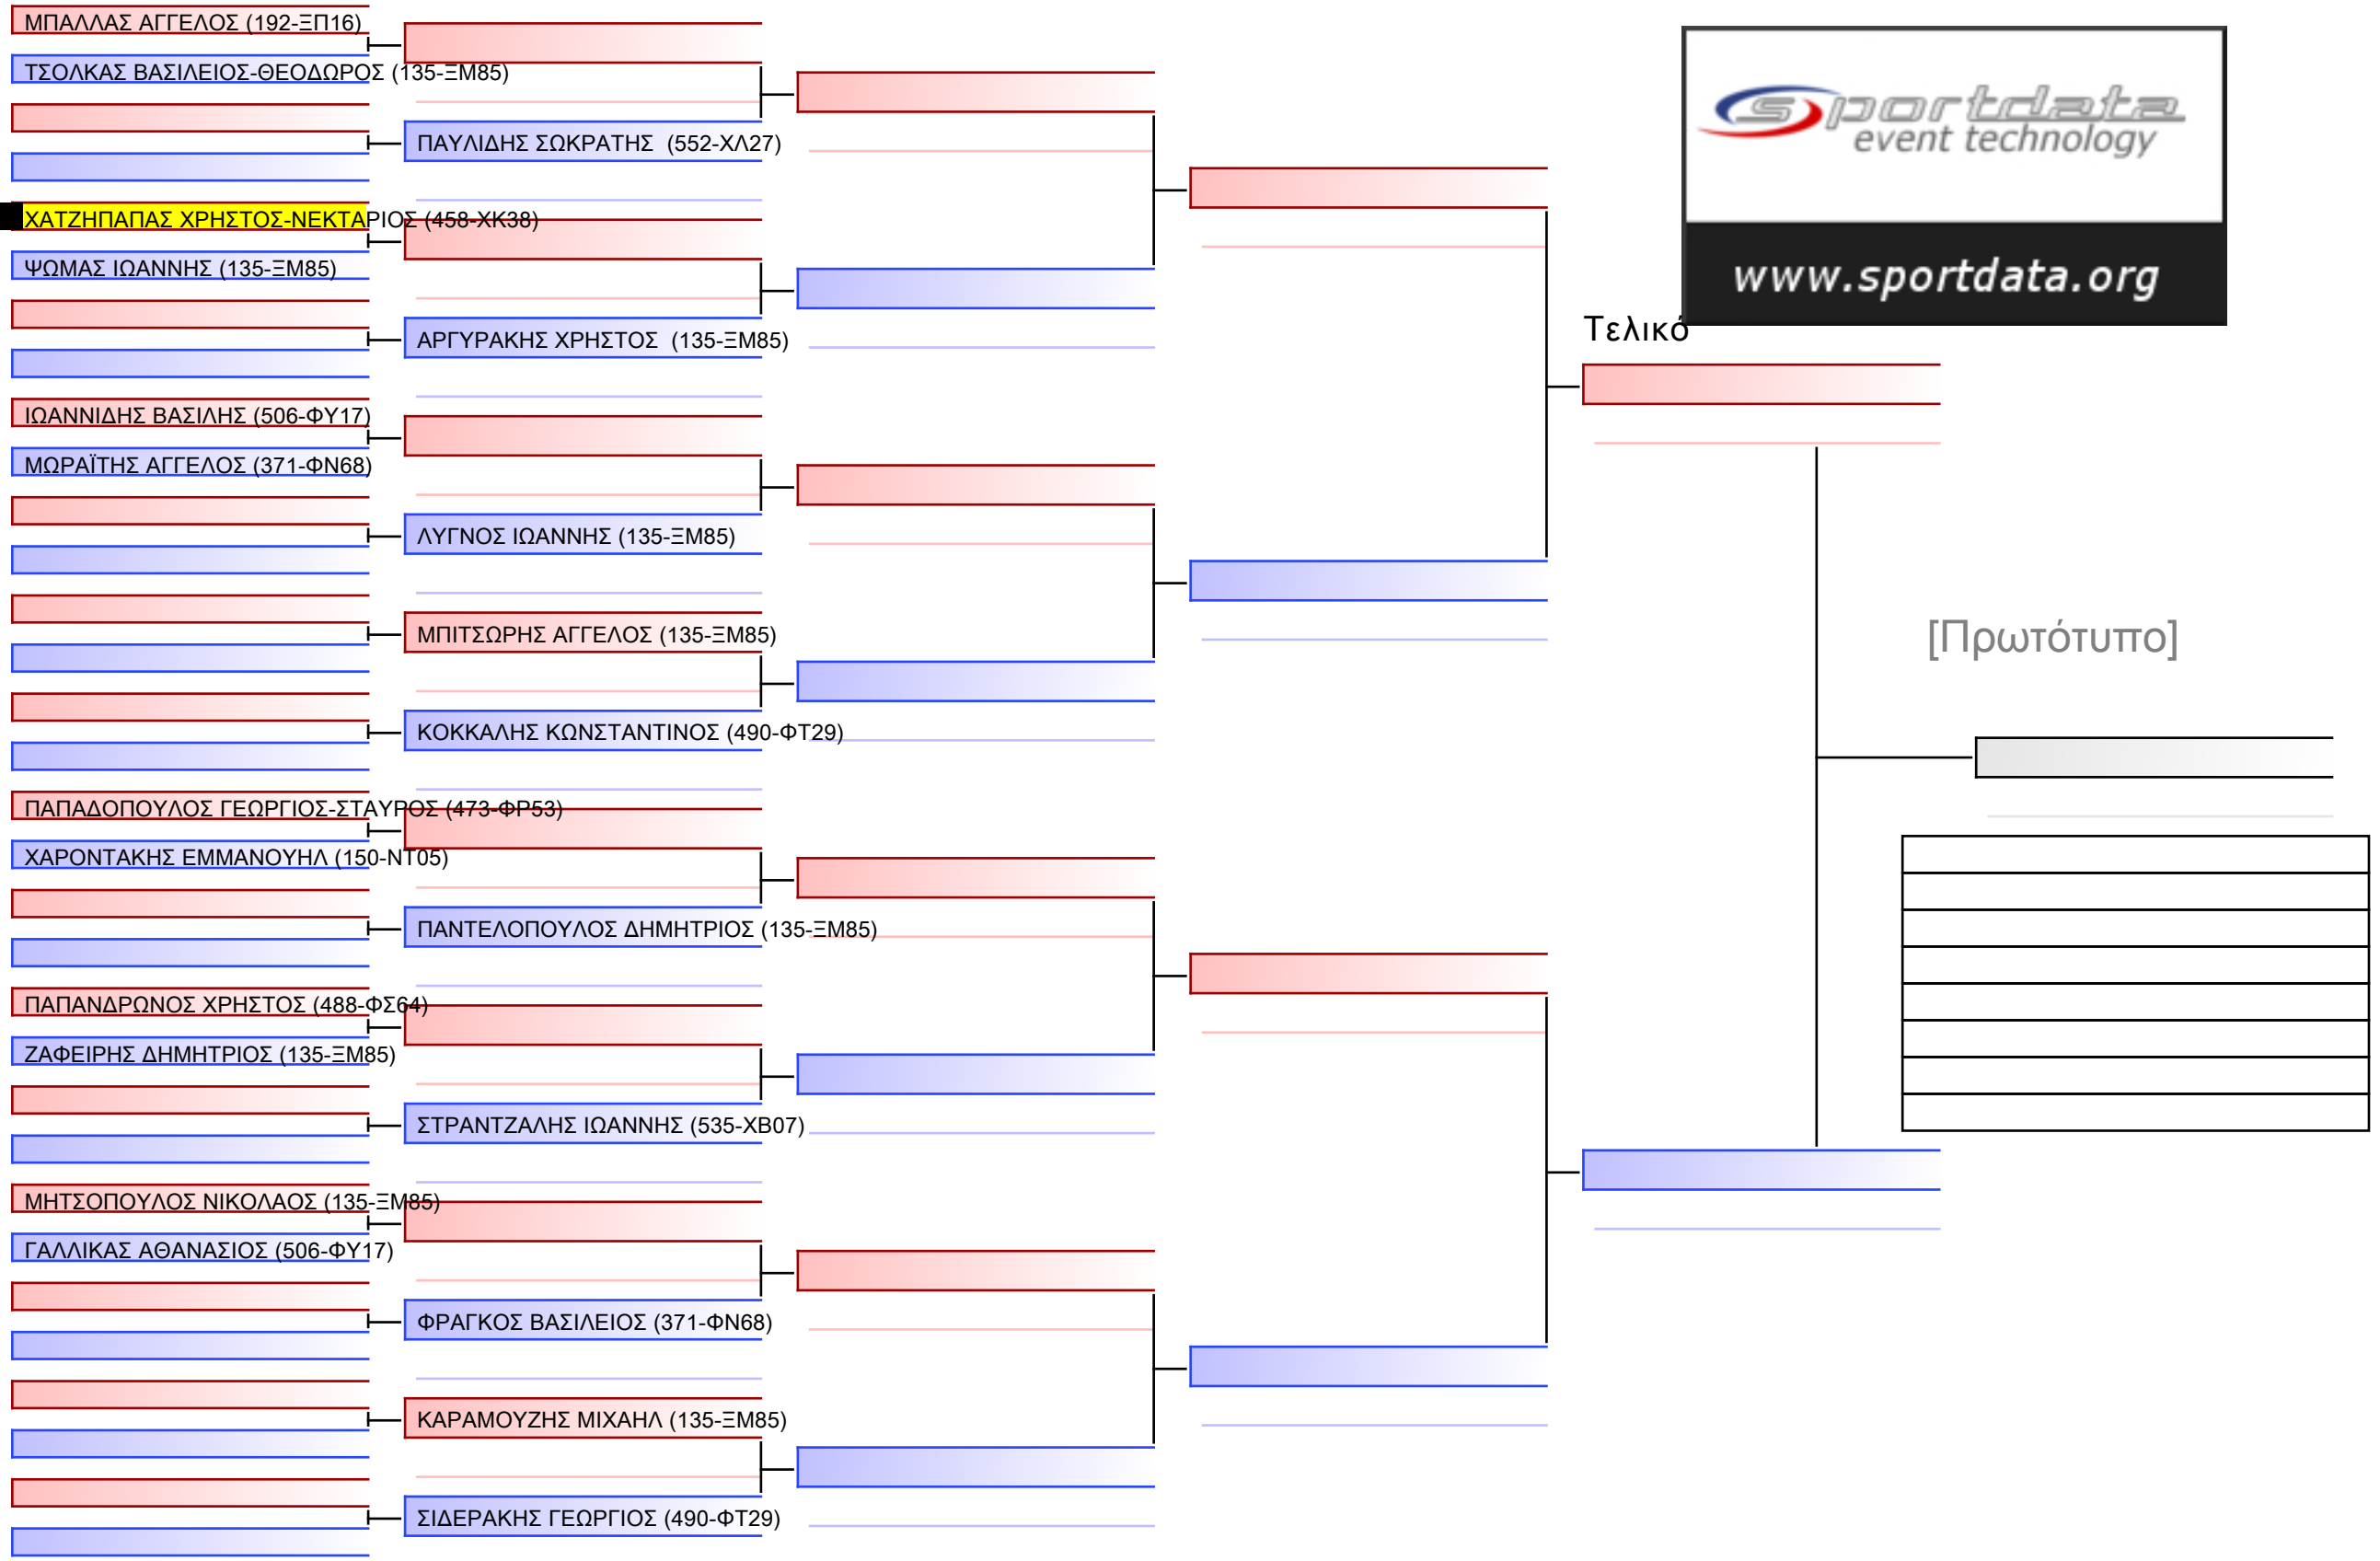 ΜΠΑΛΛΑΣ ΑΓΓΕΛΟΣ (192-ΞΠ16)
ΤΣΟΛΚΑΣ ΒΑΣΙΛΕΙΟΣ-ΘΕΟΔΩΡΟΣ (135-ΞΜ85)
ΠΑΥΛΙΔΗΣ ΣΩΚΡΑΤΗΣ (552-ΧΛ27)
ΧΑΤΖΗΠΑΠΑΣ ΧΡΗΣΤΟΣ-ΝΕΚΤΑΡΙΟΣ (458-ΧΚ38)
ΨΩΜΑΣ ΙΩΑΝΝΗΣ (135-ΞΜ85)
ΑΡΓΥΡΑΚΗΣ ΧΡΗΣΤΟΣ (135-ΞΜ85)
ΙΩΑΝΝΙΔΗΣ ΒΑΣΙΛΗΣ (506-ΦΥ17)
ΜΩΡΑΪΤΗΣ ΑΓΓΕΛΟΣ (371-ΦΝ68)
ΛΥΓΝΟΣ ΙΩΑΝΝΗΣ (135-ΞΜ85)
ΜΠΙΤΣΩΡΗΣ ΑΓΓΕΛΟΣ (135-ΞΜ85)
ΚΟΚΚΑΛΗΣ ΚΩΝΣΤΑΝΤΙΝΟΣ (490-ΦΤ29)
ΠΑΠΑΔΟΠΟΥΛΟΣ ΓΕΩΡΓΙΟΣ-ΣΤΑΥΡΟΣ (473-ΦΡ53)
ΧΑΡΟΝΤΑΚΗΣ ΕΜΜΑΝΟΥΗΛ (150-ΝΤ05)
ΠΑΝΤΕΛΟΠΟΥΛΟΣ ΔΗΜΗΤΡΙΟΣ (135-ΞΜ85)
ΠΑΠΑΝΔΡΩΝΟΣ ΧΡΗΣΤΟΣ (488-ΦΣ64)
ΖΑΦΕΙΡΗΣ ΔΗΜΗΤΡΙΟΣ (135-ΞΜ85)
ΣΤΡΑΝΤΖΑΛΗΣ ΙΩΑΝΝΗΣ (535-ΧΒ07)
ΜΗΤΣΟΠΟΥΛΟΣ ΝΙΚΟΛΑΟΣ (135-ΞΜ85)
ΓΑΛΛΙΚΑΣ ΑΘΑΝΑΣΙΟΣ (506-ΦΥ17)
ΦΡΑΓΚΟΣ ΒΑΣΙΛΕΙΟΣ (371-ΦΝ68)
ΚΑΡΑΜΟΥΖΗΣ ΜΙΧΑΗΛ (135-ΞΜ85)
ΣΙΔΕΡΑΚΗΣ ΓΕΩΡΓΙΟΣ (490-ΦΤ29)
sportdata
event technology
www.sportdata.org
Τελικό
[Πρωτότυπο]